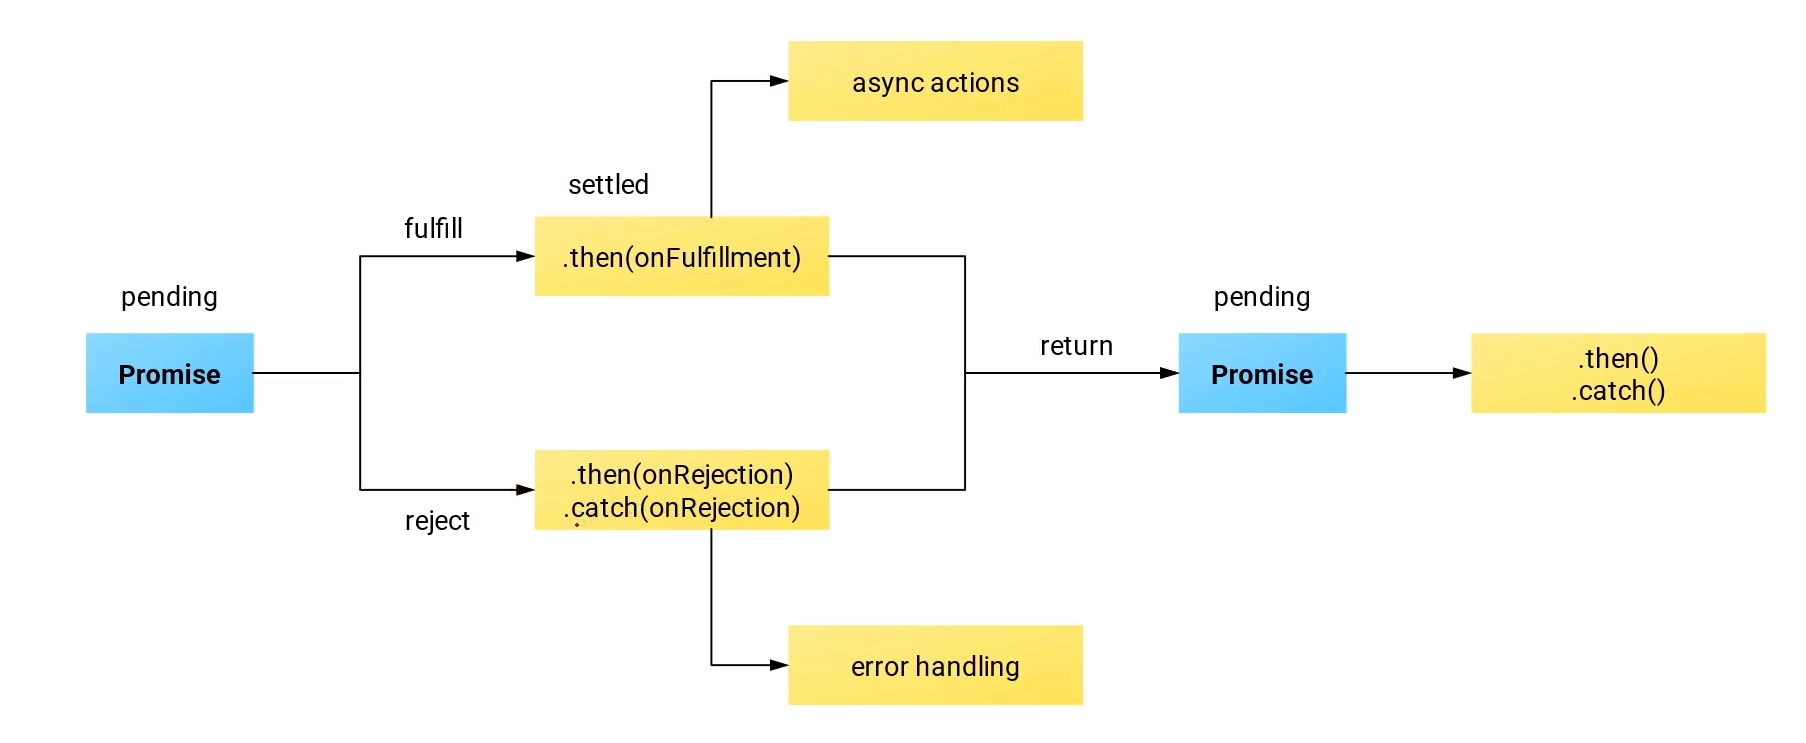 async actions
settled
fulfill
.then(onFulfillment)
pending
Promise
reject
.then(onRejection)
.catch(onRejection)
error handling
return
pending
Promise
.then()
.catch()